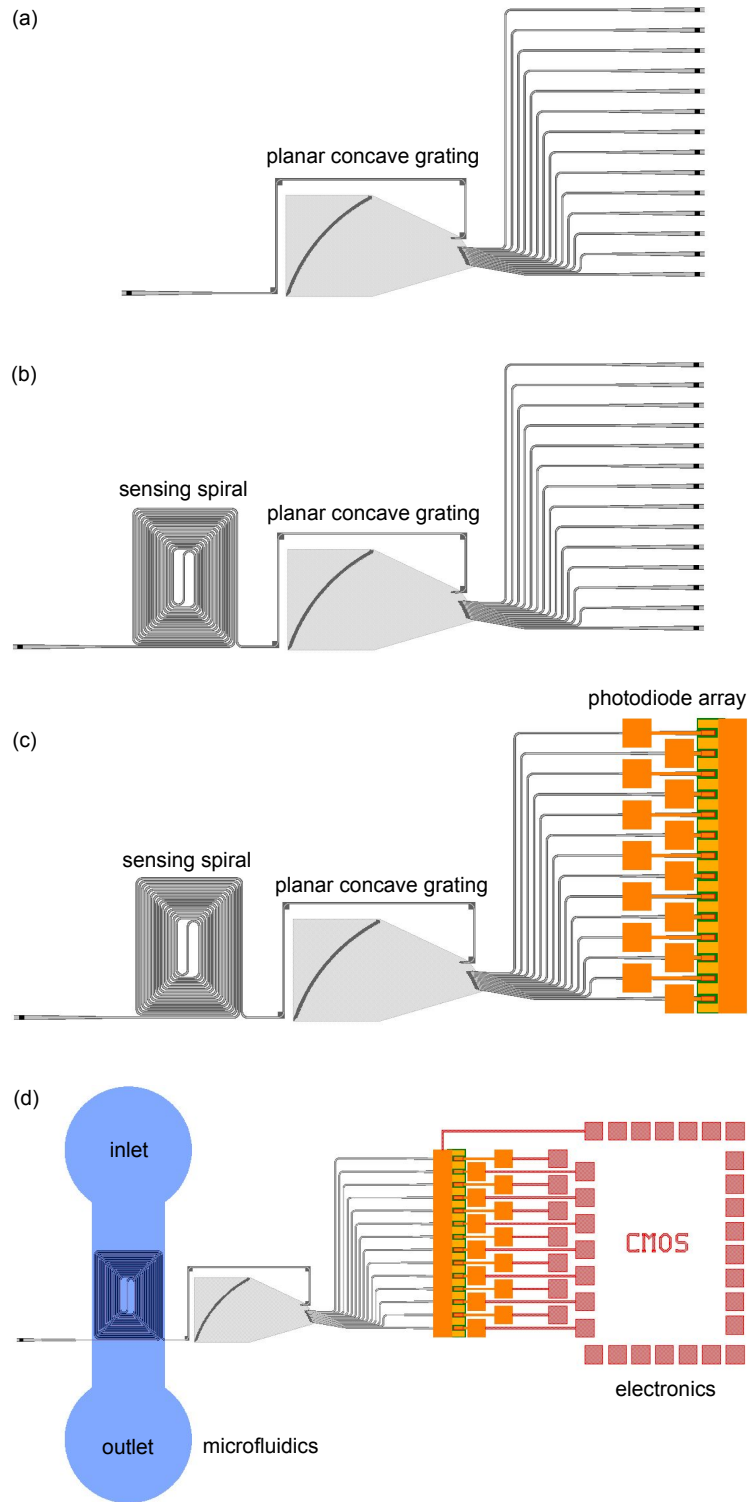 (a)
planar concave grating
(b)
sensing spiral
planar concave grating
(c)
photodiode array
sensing spiral
planar concave grating
(d)
inlet
CMOS
electronics
outlet
microfluidics